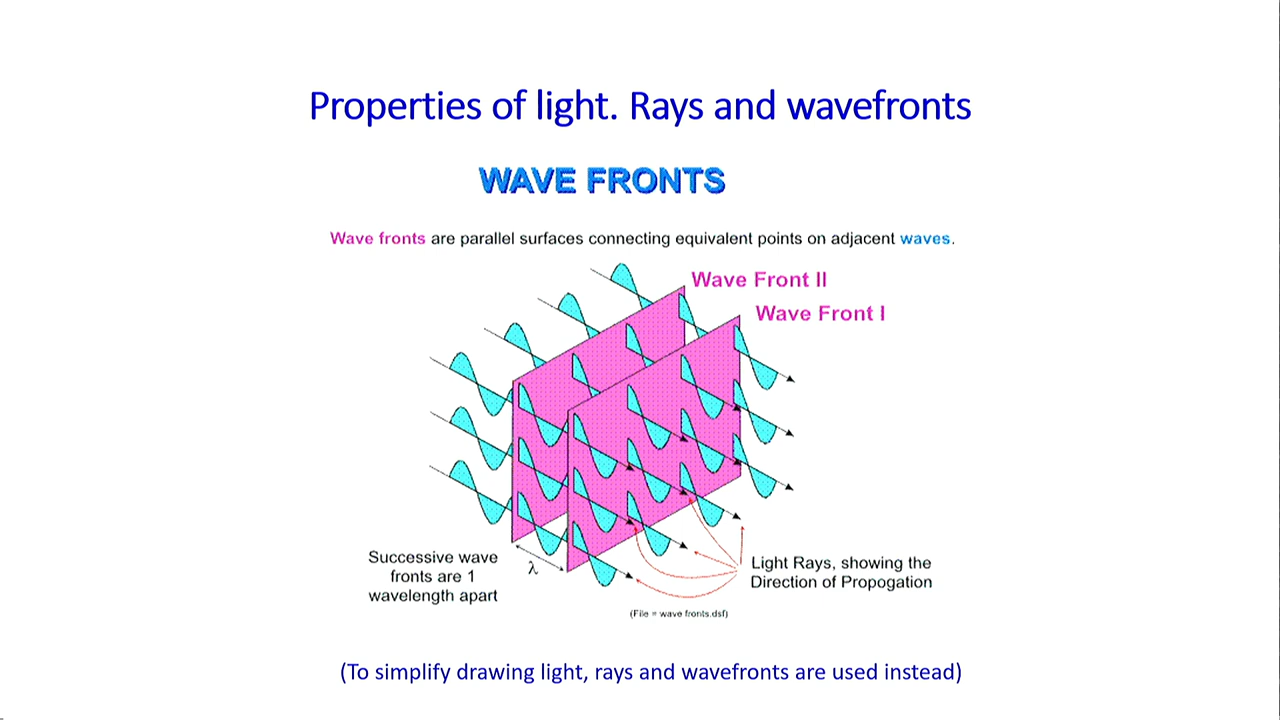 Properties of light. Rays and wavefronts
WAVE FRONTS
Wave fronts are parallel surfaces connecting equivalent points on adjacent waves.
Wave Front II
Wave Front I
Successive wave
fronts are 1
wavelength apart
λ
Light Rays, showing the
Direction of Propogation
(File = wave fronts.dsf)
(To simplify drawing light, rays and wavefronts are used instead)